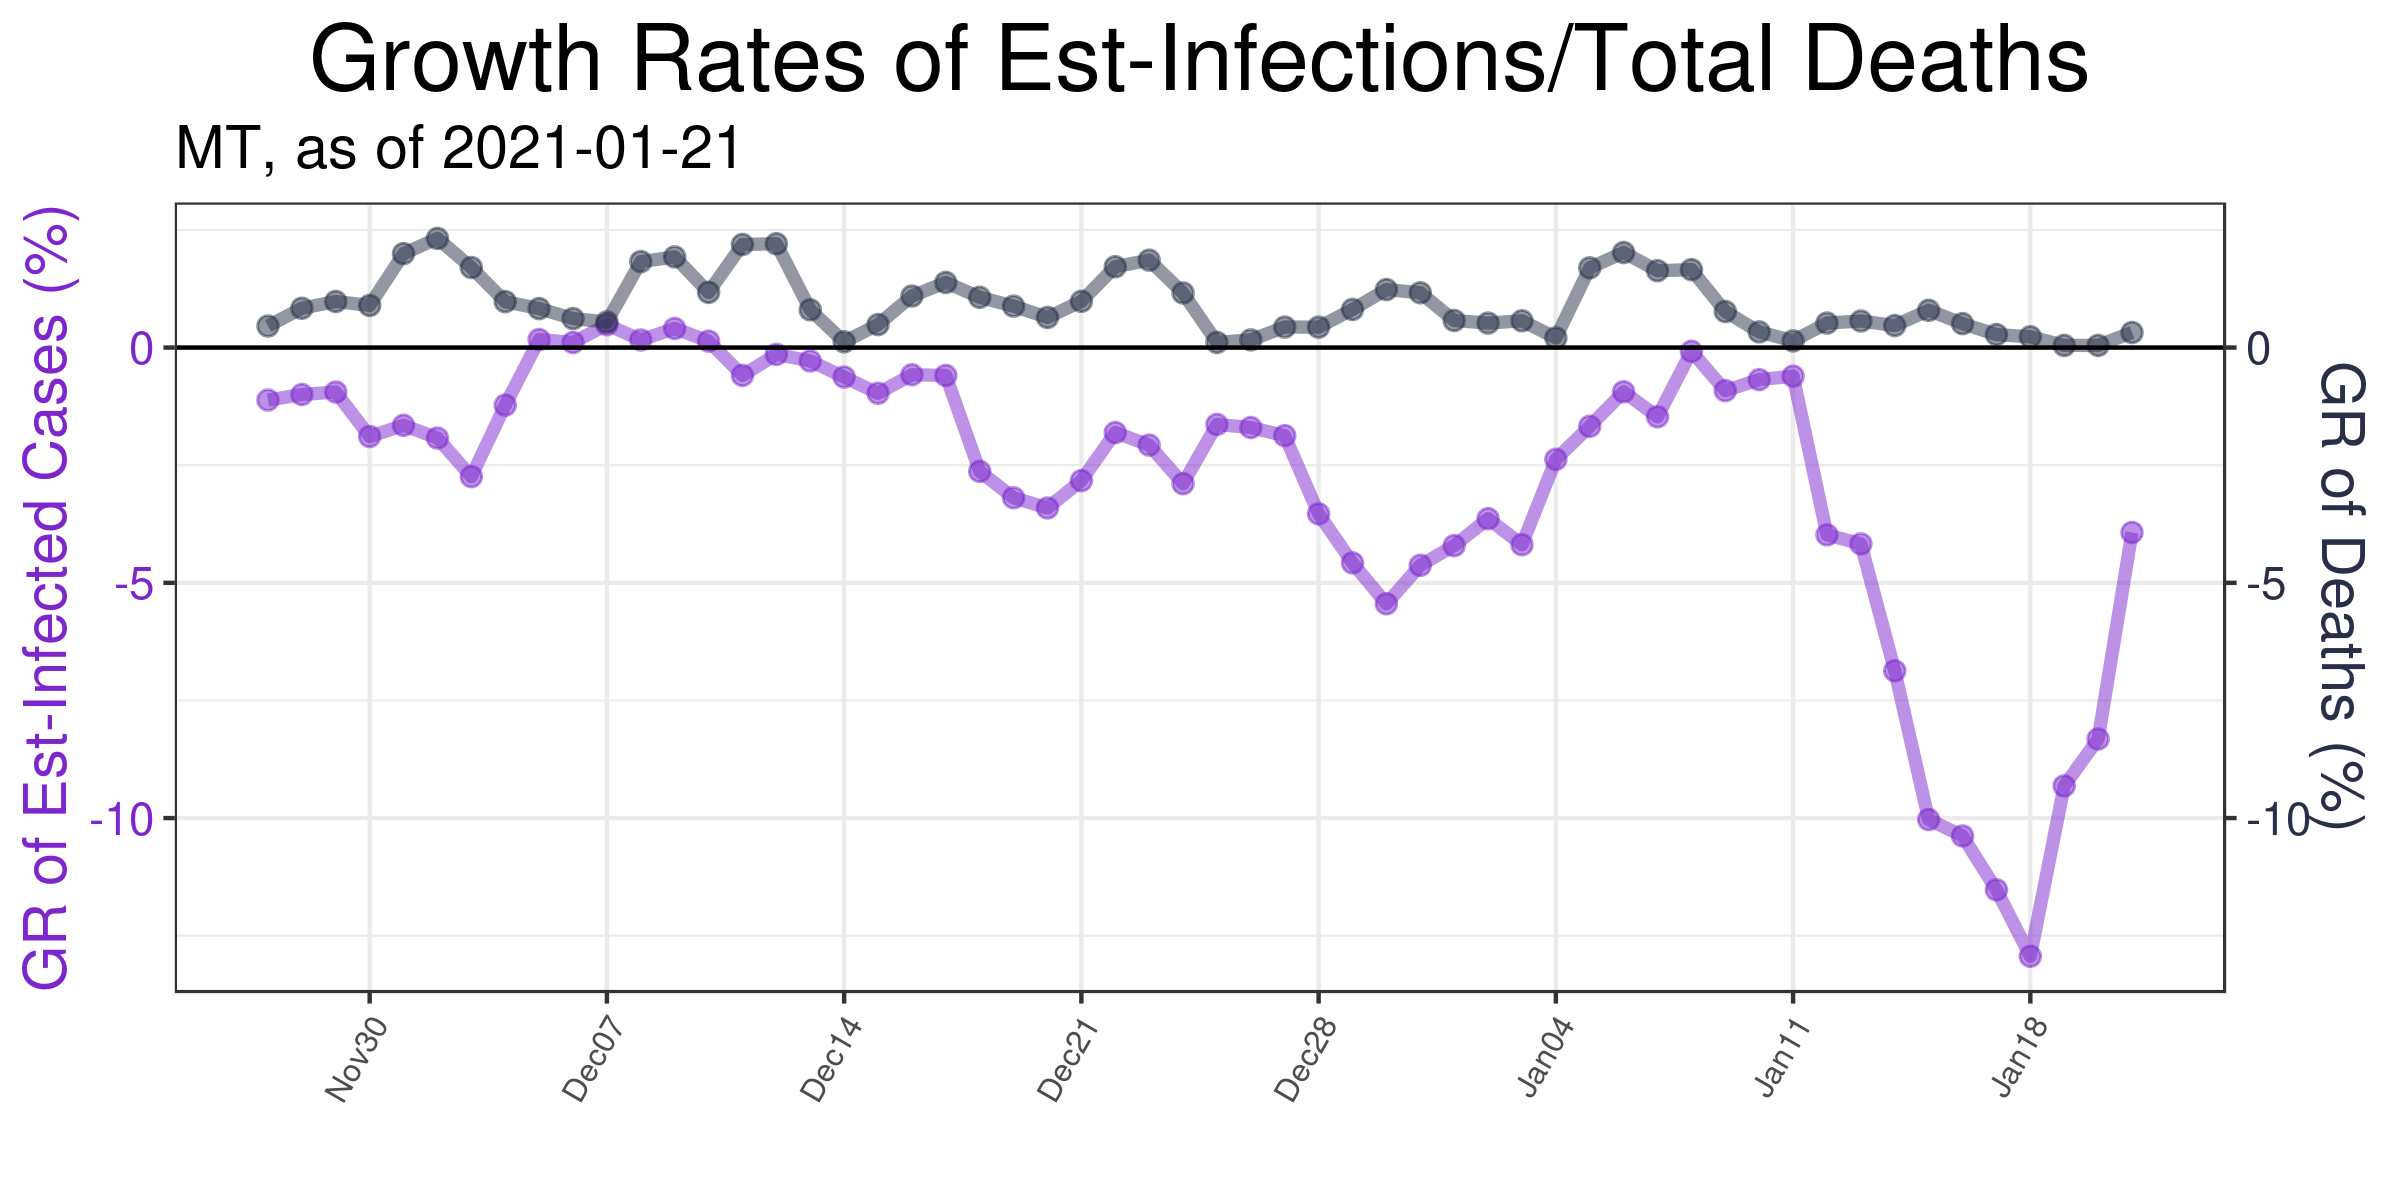 Growth Rates of Est-Infections/Total Deaths
MT, as of 2021-01-21
GR of Est-Infected Cases (%)
0
-5
-10
0
-5
-10
GR of Deaths (%)
Nov30
Dec07
Dec14
Dec21
Dec28
Jan04
Jan11
Jan18